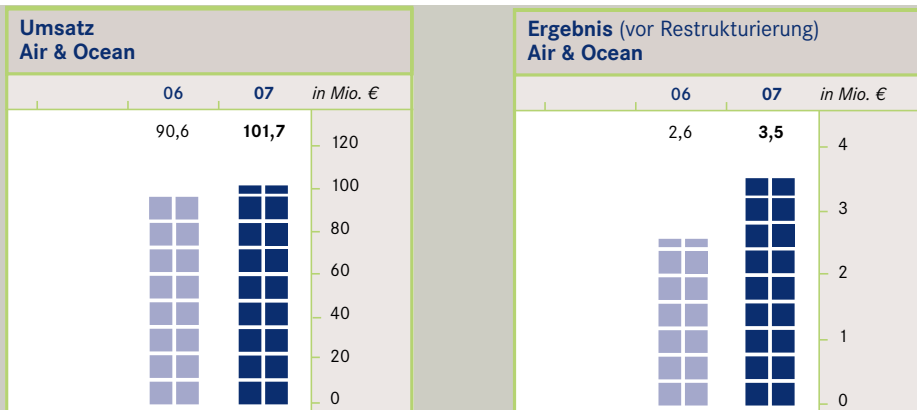 Umsatz
Air & Ocean
06 07 in Mio. €
90,6 101,7
120
100
80
60
40
20
0
Ergebnis (vor Restrukturierung)
Air & Ocean
06 07 in Mio. €
2,6 3,5
4
3
2
1
0